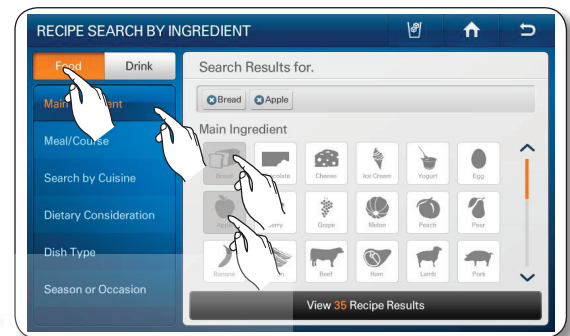 RECIPE SEARCH BY INGREDIENT
Food Drink
Search Results for.
Main
Meal/Course
Search by Cuisine
Dietary Consideration
Dish Type
Season or Occasion
Bread Apple
Main Ingredient
Bread Cheese Ice Cream Yogurt Egg
Grape Melon Peach Pear
Banana Beef Ham Lamb Pork
View 35 Recipe Results